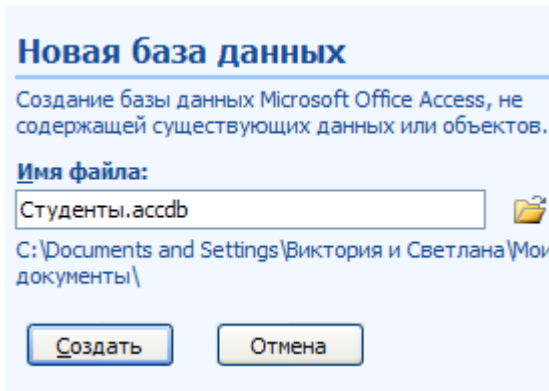 Новая база данных
Создание базы данных Microsoft Office Access, не
содержащей существующих данных или объектов.
Имя файла:
Студенты.accdb
C:\Documents and Settings\Виктория и Светлана\Мои
документы\
Создать
Отмена